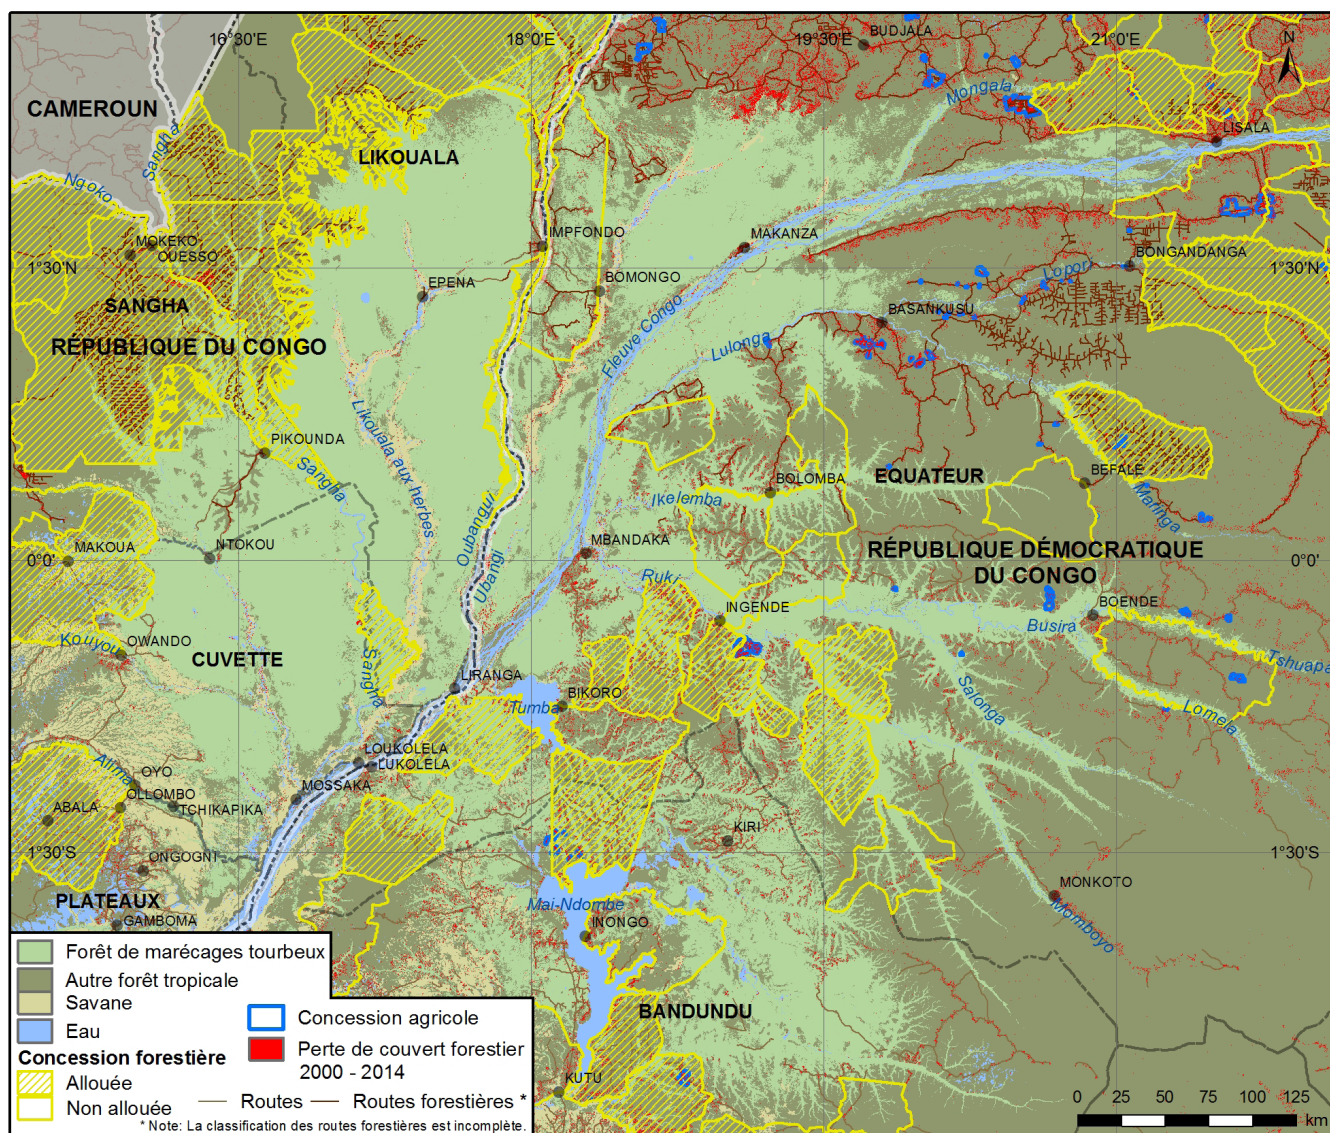 16°30'E
18°0'E
19°30'E
21°0'E
N
BUDJALA
CAMEROUN
Mongala
LISALA
Sangha
LIKOUALA
Ngoko
MOKEKO
OUESSO
IMPFONDO
MAKANZA
BONGANDANGA
1°30'N
1°30'N
Lopori
EPENA
BOMONGO
SANGHA
BASANKUSU
Fleuve Congo
RÉPUBLIQUE DU CONGO
Lulonga
Likouala aux herbes
PIKOUNDA
Sangha
BOLOMBA
EQUATEUR
BEFALE
Ikelemba
Maringa
Oubangui
Ubangi
MAKOUA
NTOKOU
MBANDAKA
RÉPUBLIQUE DÉMOCRATIQUE
DU CONGO
0°0'
0°0'
Ruki
INGENDE
BOENDE
Busira
Kouyou
OWANDO
CUVETTE
Sangha
Tshuapa
LIRANGA
BIKORO
Tumba
Salonga
Lomela
LOUKOLELA
LUKOLELA
Alima
OYO
OLLOMBO
MOSSAKA
ABALA
TCHIKAPIKA
KIRI
1°30'S
1°30'S
ONGOGNI
MONKOTO
PLATEAUX
Mai-Ndombe
Momboyo
GAMBOMA
INONGO
BANDUNDU
KUTU
Forêt de marécages tourbeux
Autre forêt tropicale
Savane
Eau
Concession agricole
Concession forestière
Perte de couvert forestier
2000 - 2014
Allouée
Non allouée
Routes
Routes forestières *
* Note: La classification des routes forestières est incomplète.
0 25 50 75 100 125
km